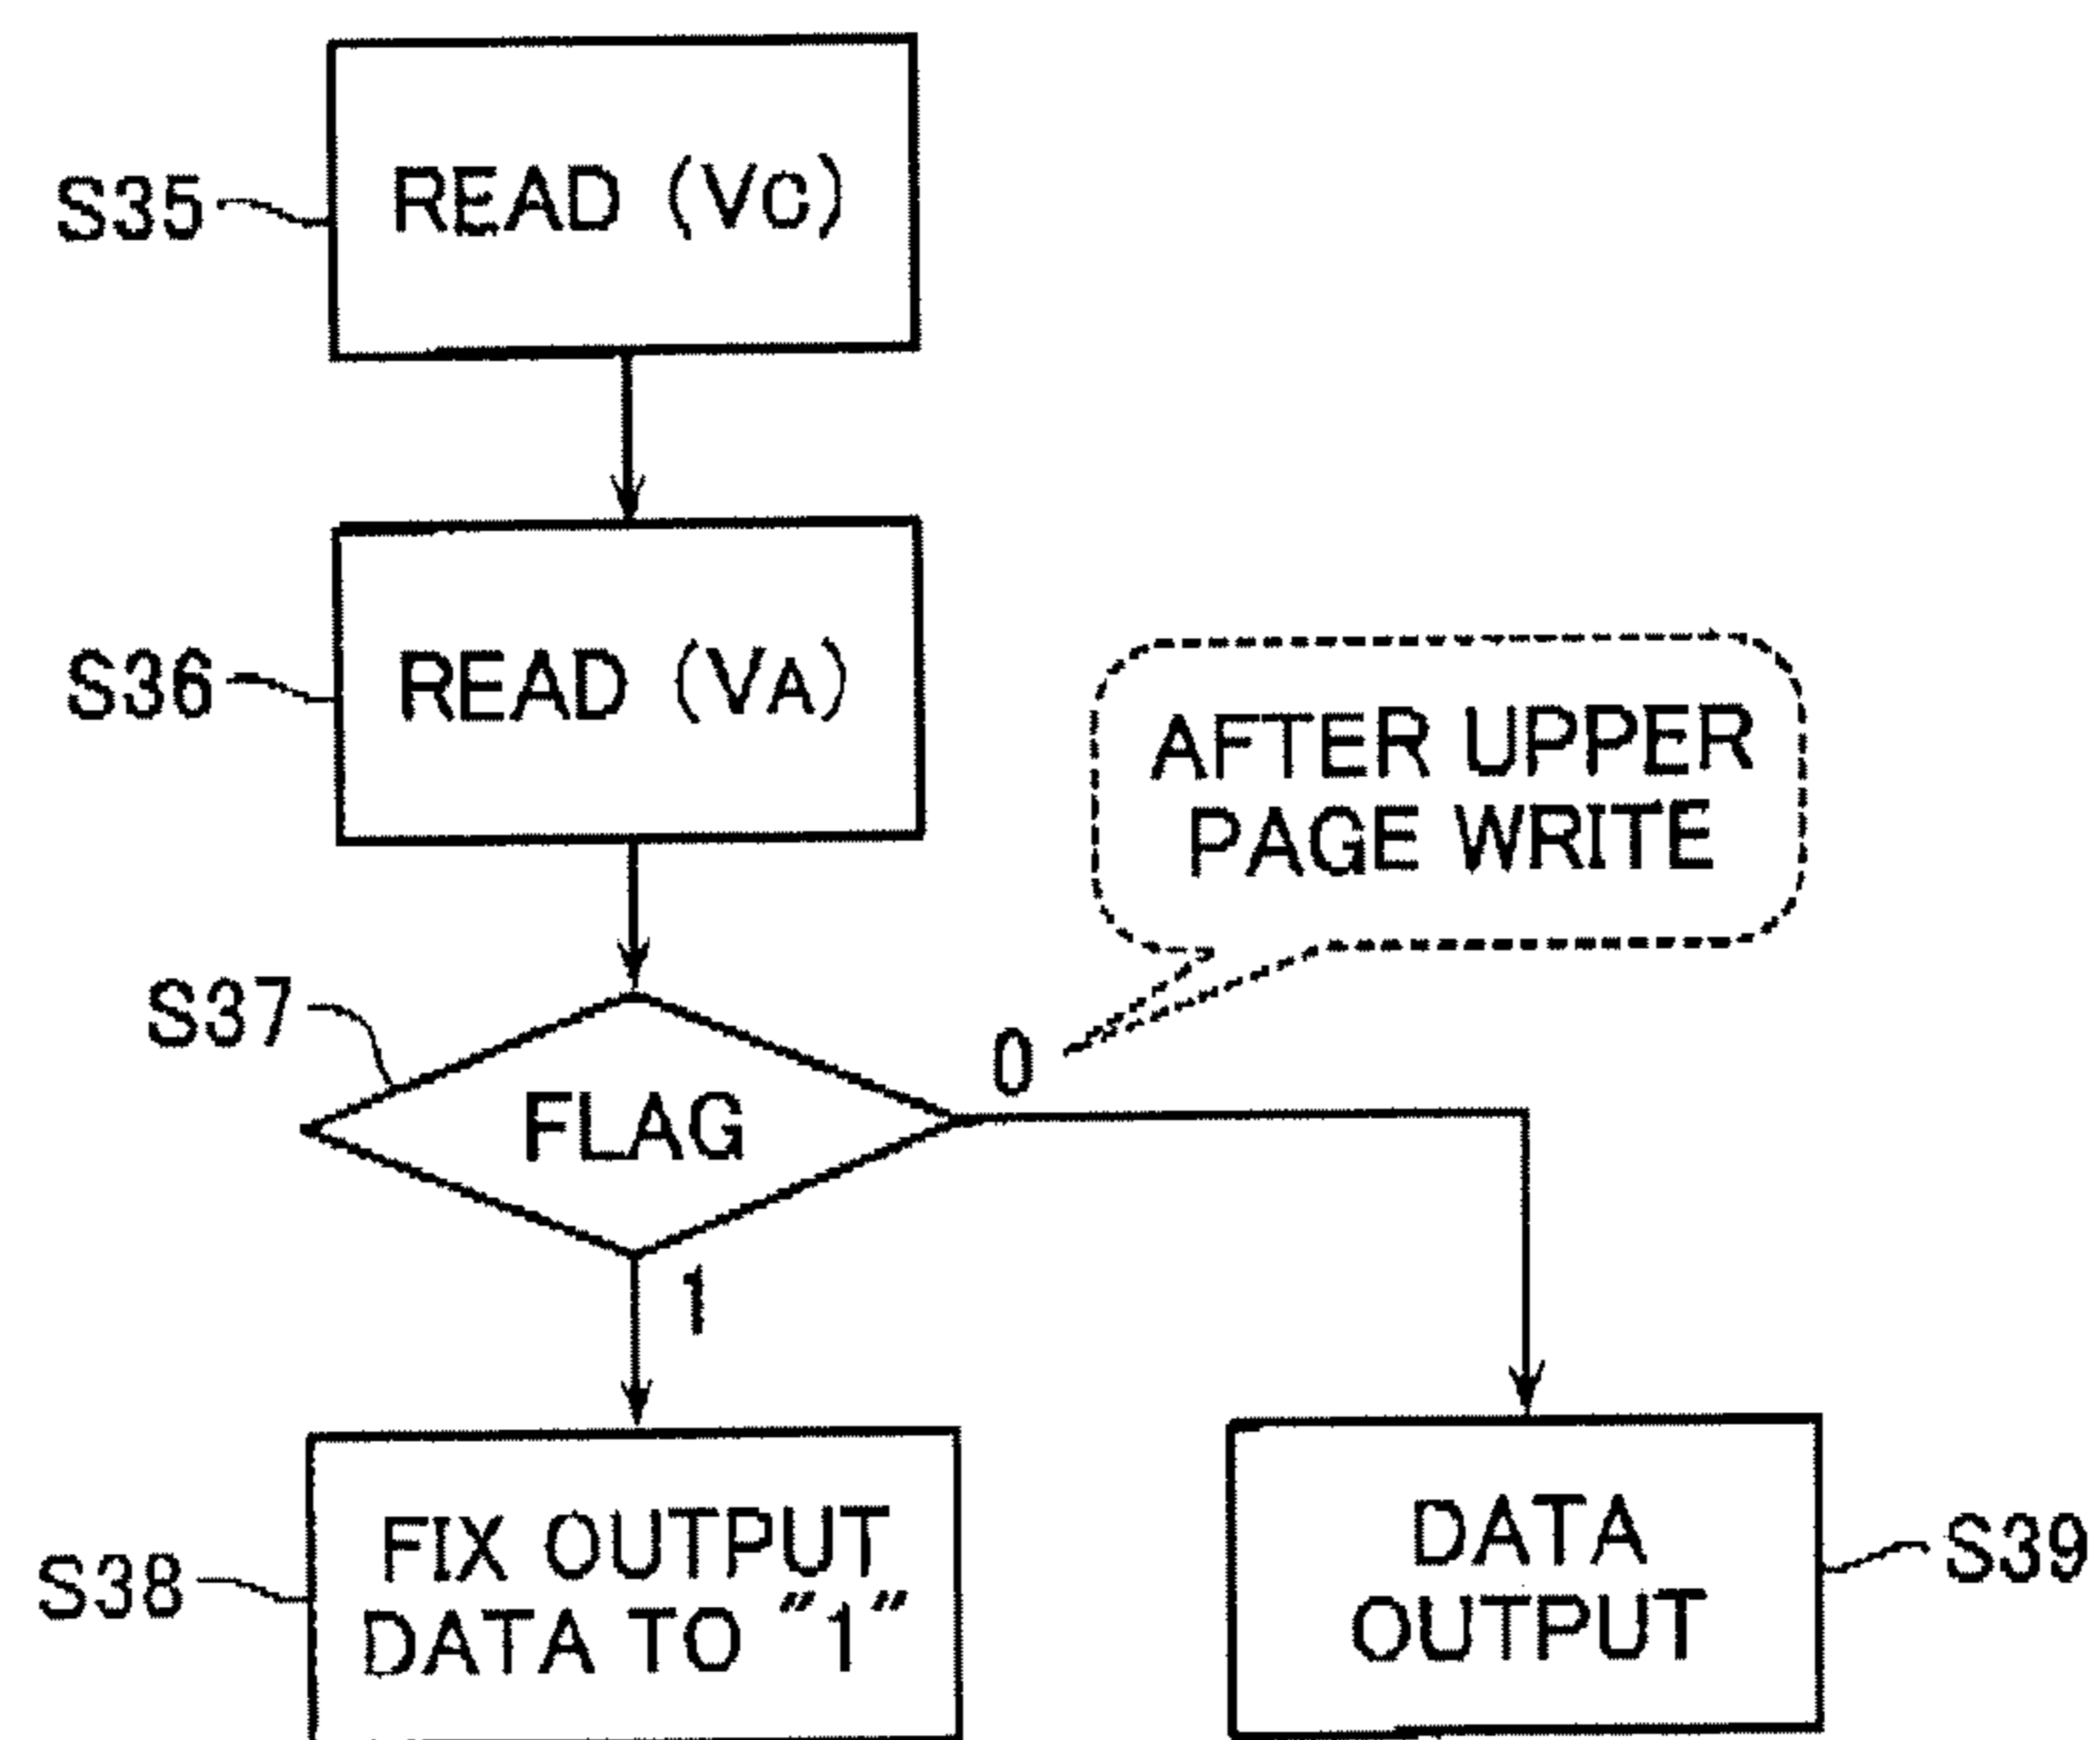 S35
READ (VC)
S36
READ (VA)
AFTER UPPER
PAGE WRITE
S37
FLAG
0
1
S38
FIX OUTPUT
DATA TO "1"
DATA
OUTPUT
S39